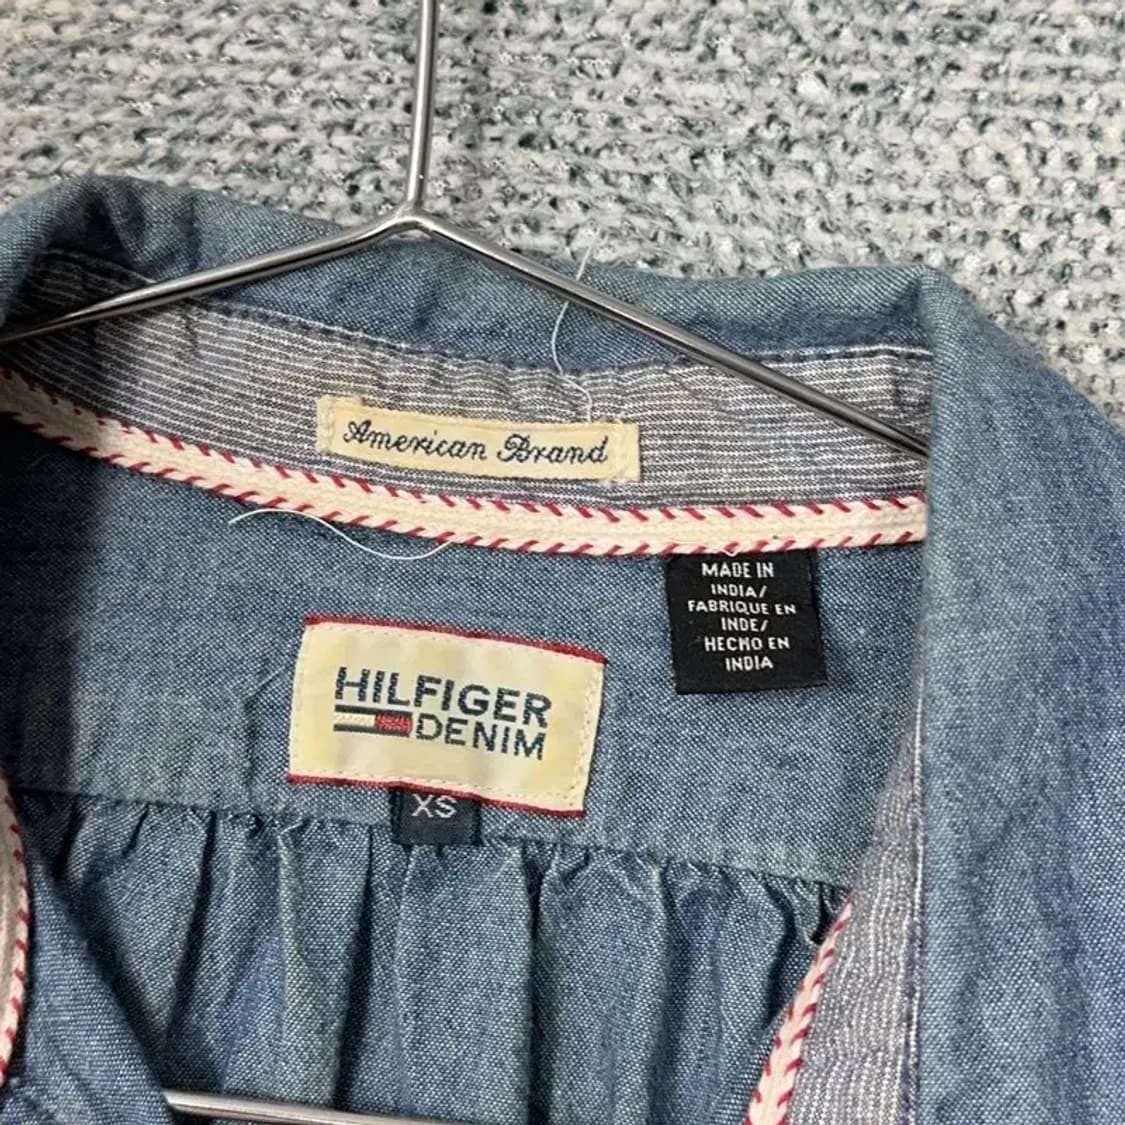 American Brand
MADE IN
INDIA/
FABRIQUE EN
INDE/
HECHO EN
INDIA
HILFIGER
DENIM
XS